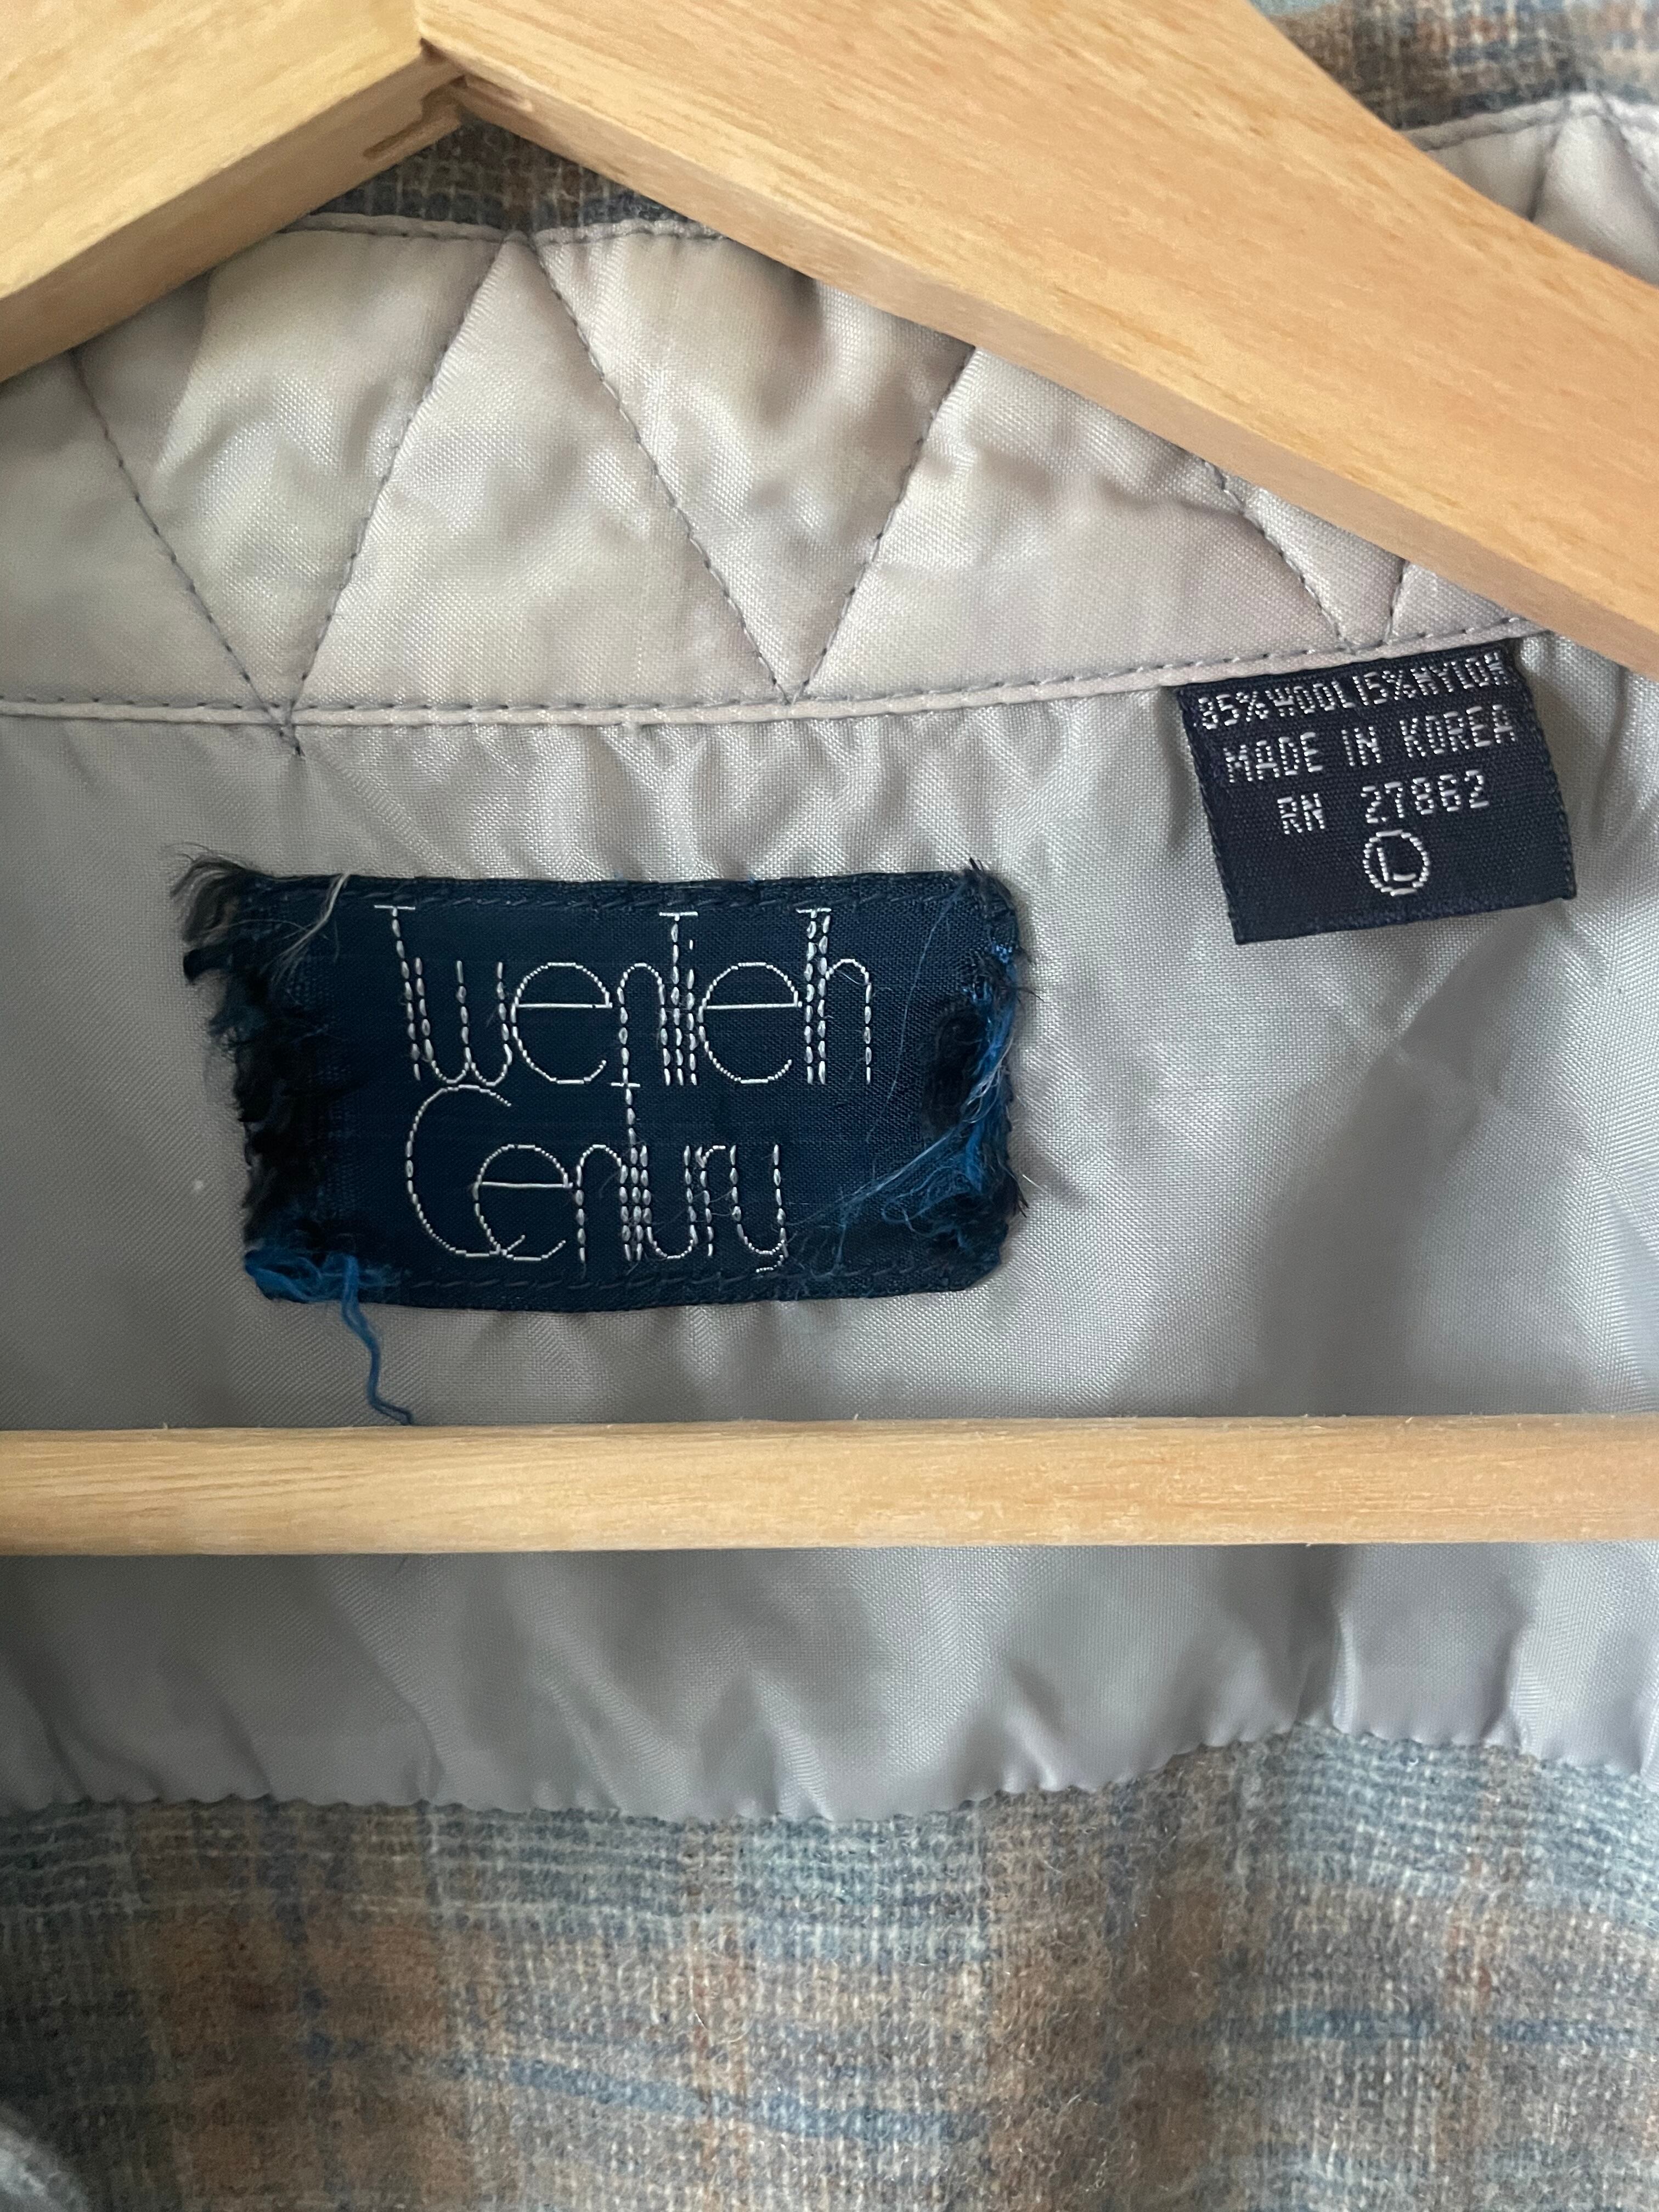 Twentieth
Century
85% WOOL 15% NYLON
MADE IN KOREA
RN 27862
L